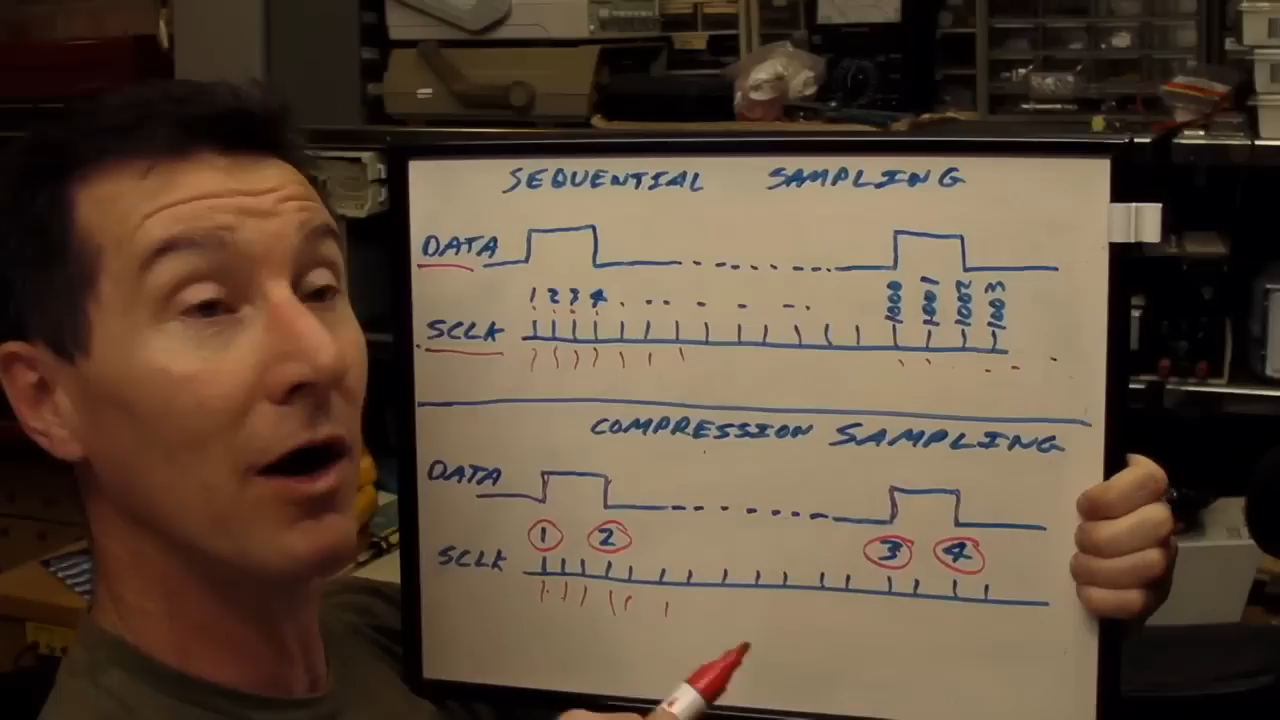 SEQUENTIAL SAMPLING
DATA
1 2 3 4 1000 1001 1002 1003
SCLK
COMPRESSION SAMPLING
DATA
1 2 3 4
SCLK